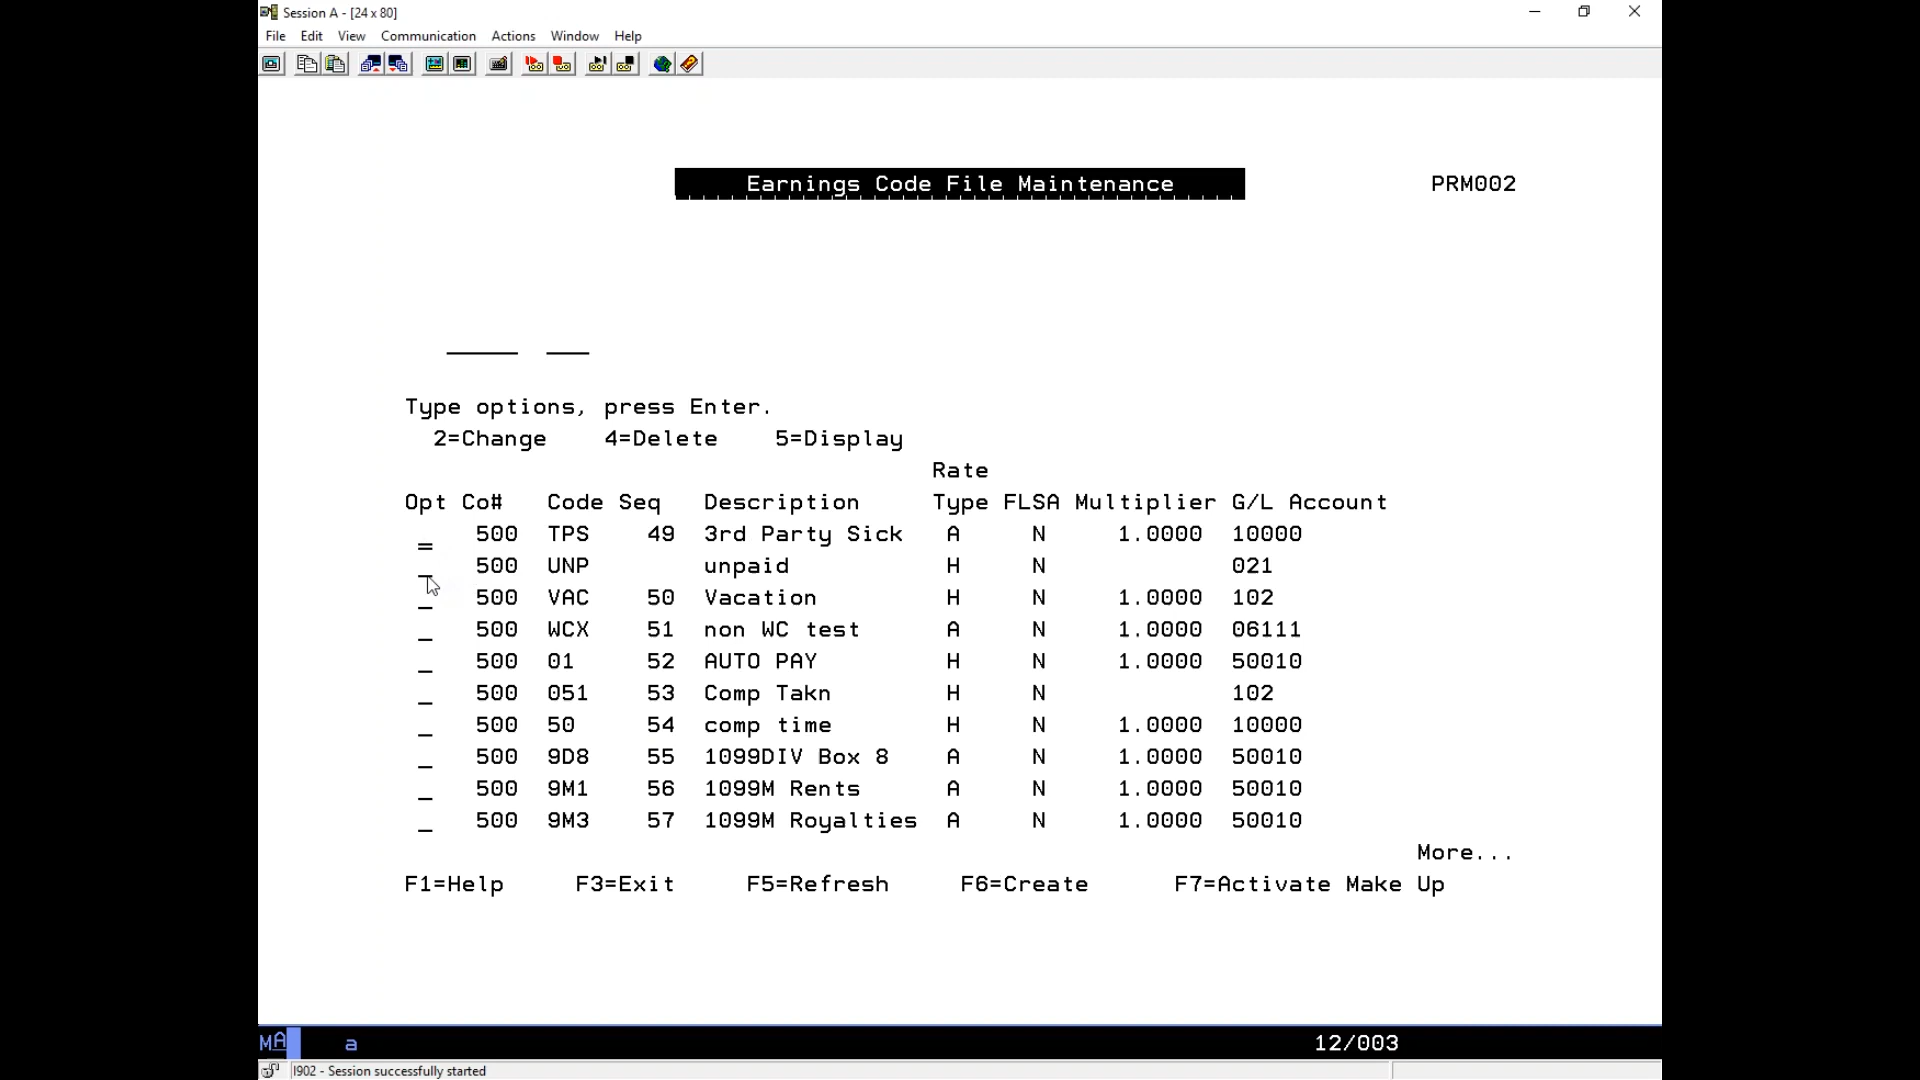 Session A - [24 x 80]
File Edit View Communication Actions Window Help
Earnings Code File Maintenance PRM002
Type options, press Enter.
2=Change 4=Delete 5=Display
Rate
Opt Co# Code Seq Description Type FLSA Multiplier G/L Account
500 TPS 49 3rd Party Sick A N 1.0000 10000
500 UNP unpaid H N 021
500 VAC 50 Vacation H N 1.0000 102
500 WCX 51 non WC test A N 1.0000 06111
500 01 52 AUTO PAY H N 1.0000 50010
500 051 53 Comp Takn H N 102
500 50 54 comp time H N 1.0000 10000
500 9D8 55 1099DIV Box 8 A N 1.0000 50010
500 9M1 56 1099M Rents A N 1.0000 50010
500 9M3 57 1099M Royalties A N 1.0000 50010
More...
F1=Help F3=Exit F5=Refresh F6=Create F7=Activate Make Up
MA a 12/003
I902 - Session successfully started